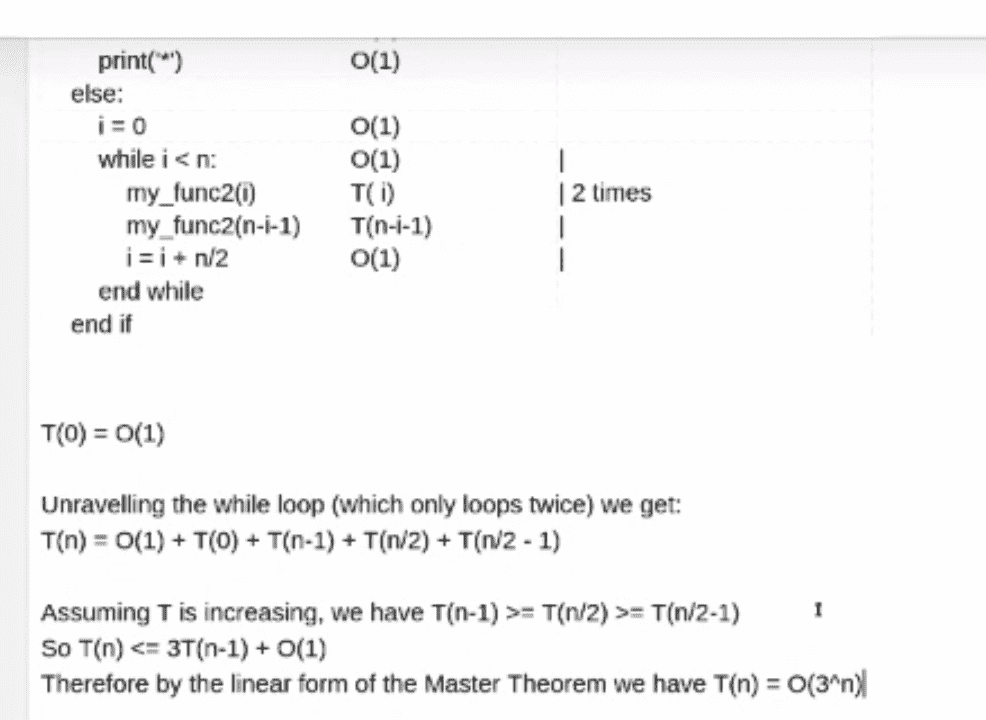 print('*') O(1)
else:
i = 0 O(1)
while i < n: O(1) |
my_func2(i) T( i) | 2 times
my_func2(n-i-1) T(n-i-1) |
i = i + n/2 O(1) |
end while
end if
T(0) = O(1)
Unravelling the while loop (which only loops twice) we get:
T(n) = O(1) + T(0) + T(n-1) + T(n/2) + T(n/2 - 1)
Assuming T is increasing, we have T(n-1) >= T(n/2) >= T(n/2-1)
So T(n) <= 3T(n-1) + O(1)
Therefore by the linear form of the Master Theorem we have T(n) = O(3^n)